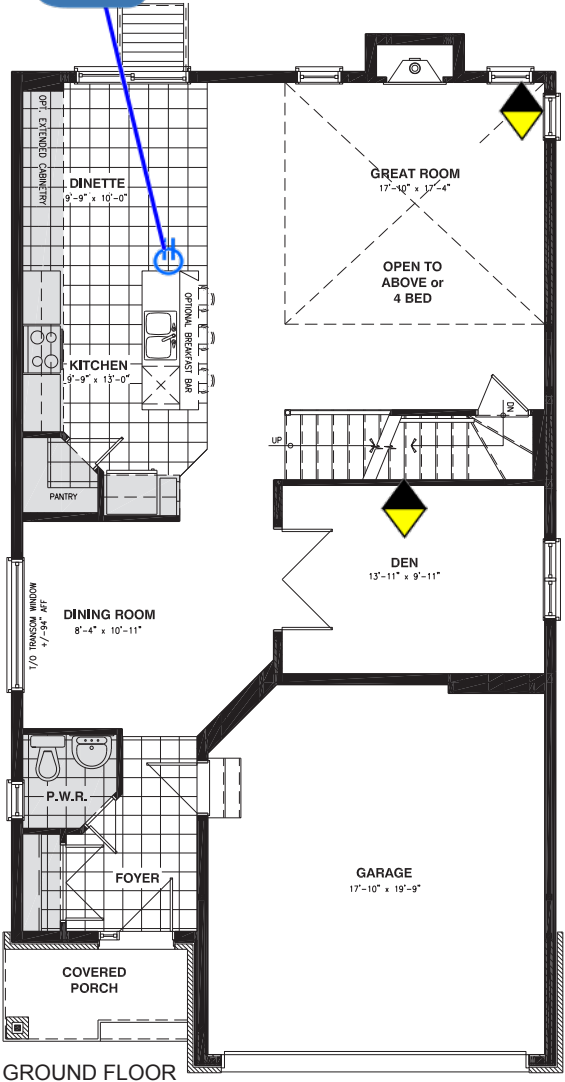 OPT. EXTENDED CABINETRY
DINETTE
9'-9" x 10'-0"
GREAT ROOM
17'-10" x 17'-4"
OPEN TO
ABOVE or
4 BED
OPTIONAL BREAKFAST BAR
KITCHEN
9'-9" x 13'-0"
DN
UP
PANTRY
DEN
13'-11" x 9'-11"
T/O TRANSOM WINDOW
+/-94" AFF
DINING ROOM
8'-4" x 10'-11"
P.W.R.
FOYER
GARAGE
17'-10" x 19'-9"
COVERED
PORCH
GROUND FLOOR